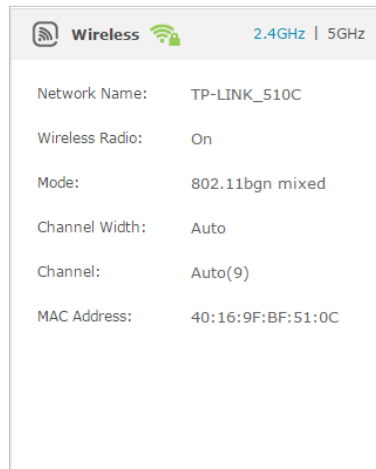 Wireless 2.4GHz | 5GHz
Network Name: TP-LINK_510C
Wireless Radio: On
Mode: 802.11bgn mixed
Channel Width: Auto
Channel: Auto(9)
MAC Address: 40:16:9F:BF:51:0C